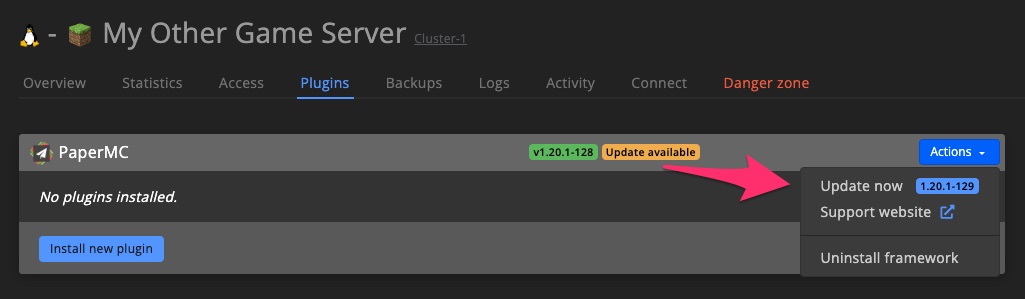 - My Other Game Server Cluster-1
Overview Statistics Access Plugins Backups Logs Activity Connect Danger zone
PaperMC v1.20.1-128 Update available Actions
No plugins installed.
Update now 1.20.1-129
Support website
Install new plugin
Uninstall framework